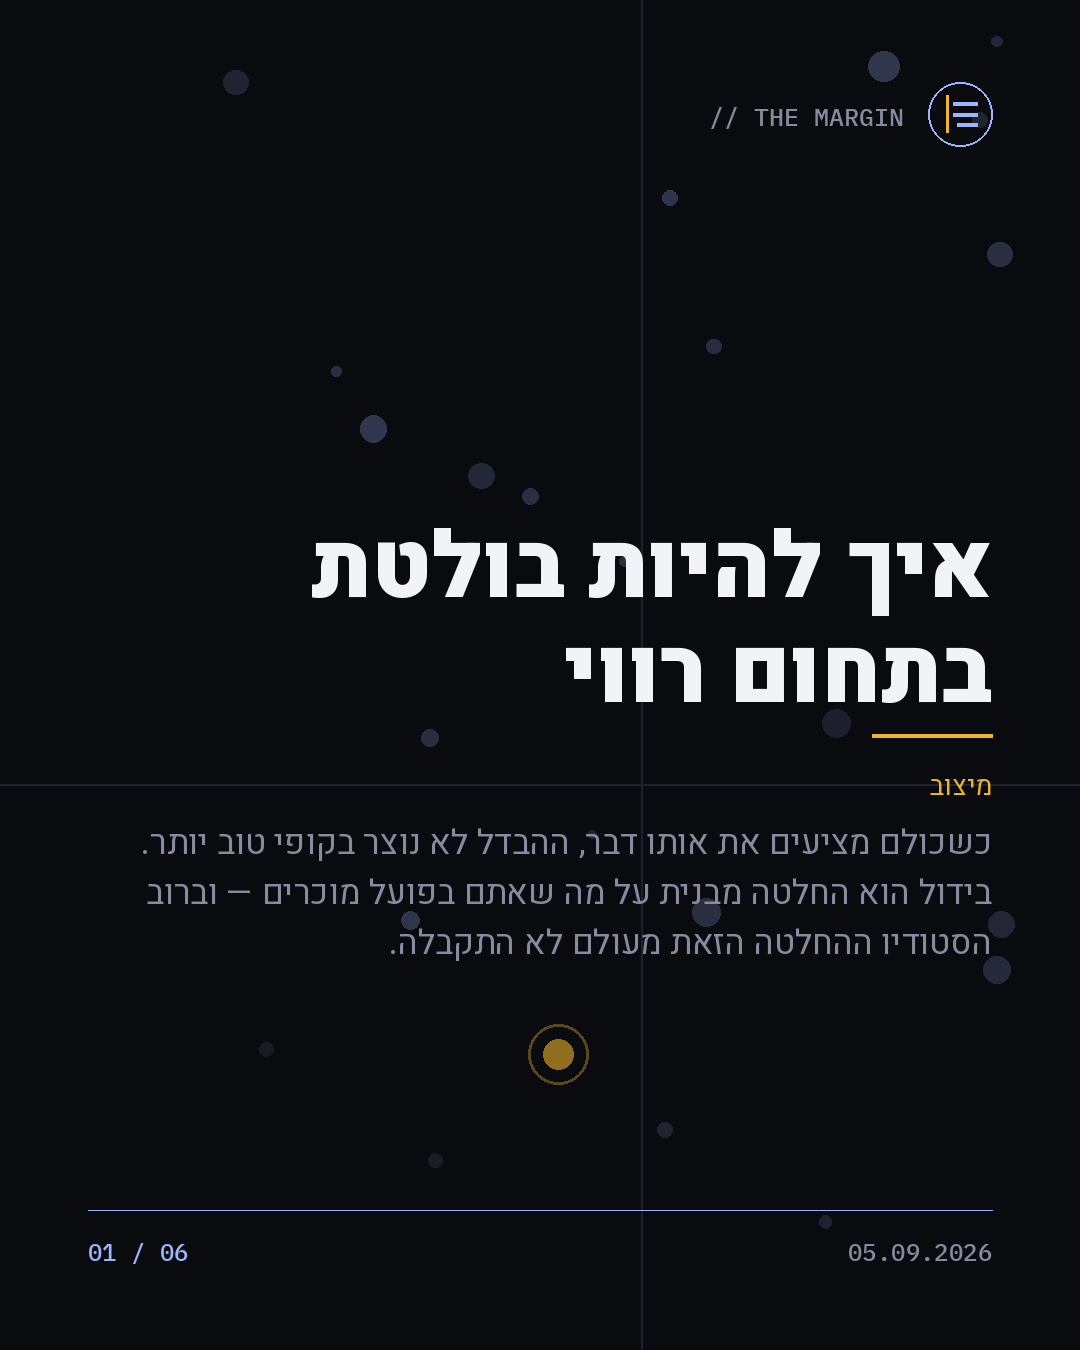 // THE MARGIN
איך להיות בולטת
בתחום רווי
מיצוב
כשכולם מציעים את אותו דבר, ההבדל לא נוצר בקופי טוב יותר.
בידול הוא החלטה מבנית על מה שאתם בפועל מוכרים — וברוב
הסטודיו ההחלטה הזאת מעולם לא התקבלה.
01 / 06
05.09.2026